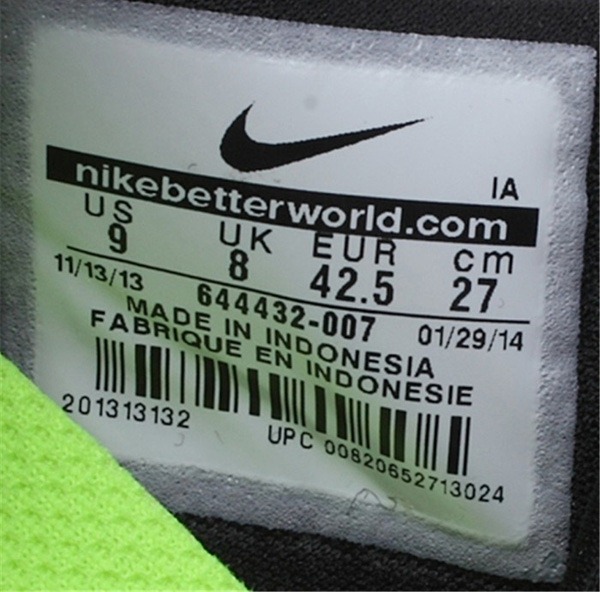 IA
nikebetterworld.com
US UK EUR cm
9 8 42.5 27
11/13/13 644432-007 01/29/14
MADE IN INDONESIA
FABRIQUE EN INDONESIE
201313132 UPC 00820652713024